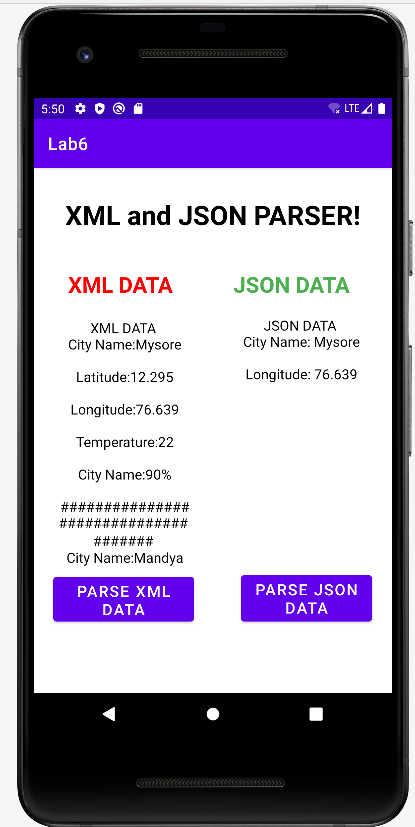 5:50
LTE
Lab6
XML and JSON PARSER!
XML DATA
XML DATA
City Name:Mysore
Latitude:12.295
Longitude:76.639
Temperature:22
City Name:90%
###############
###############
#######
City Name:Mandya
PARSE XML
DATA
JSON DATA
JSON DATA
City Name: Mysore
Longitude: 76.639
PARSE JSON
DATA